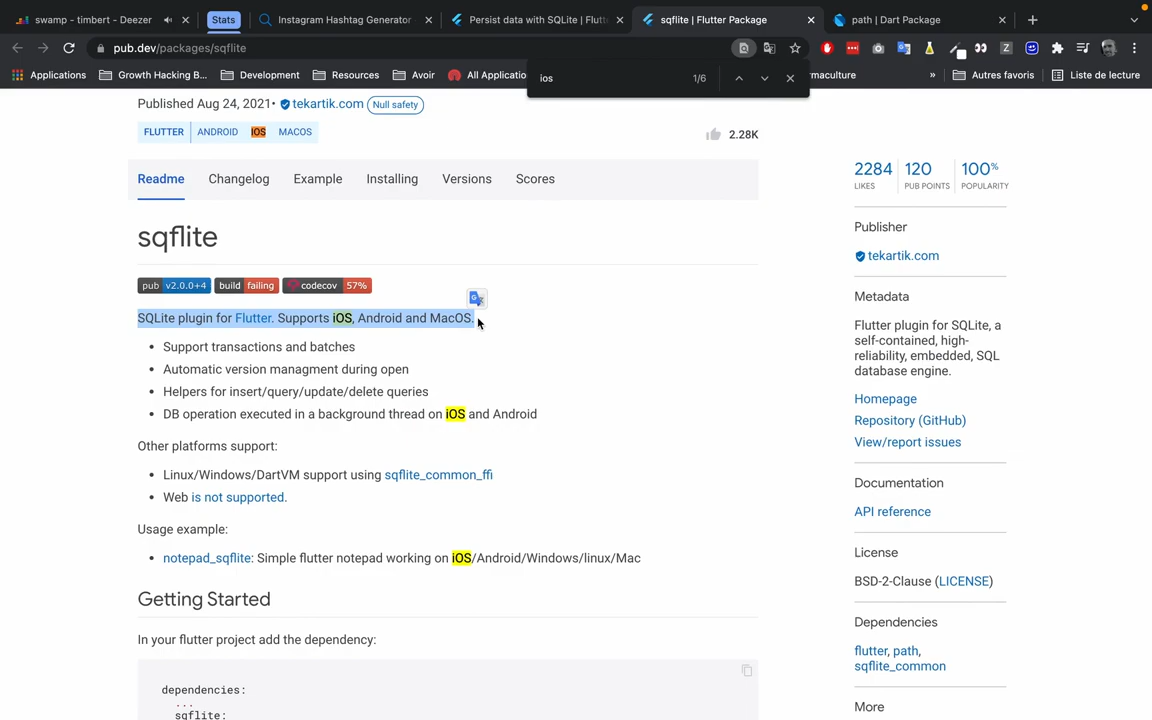 swamp - timbert - Deezer
Stats
Instagram Hashtag Generator
Persist data with SQLite | Flutt
sqflite | Flutter Package
path | Dart Package
pub.dev/packages/sqflite
Applications
Growth Hacking B...
Development
Resources
Avoir
All Application
maculture
»
Autres favoris
Liste de lecture
ios
1/6
Published Aug 24, 2021 • tekartik.com Null safety
FLUTTER ANDROID IOS MACOS
2.28K
Readme Changelog Example Installing Versions Scores
sqflite
pub v2.0.0+4 build failing codecov 57%
SQLite plugin for Flutter. Supports iOS, Android and MacOS.
• Support transactions and batches
• Automatic version managment during open
• Helpers for insert/query/update/delete queries
• DB operation executed in a background thread on iOS and Android
Other platforms support:
• Linux/Windows/DartVM support using sqflite_common_ffi
• Web is not supported.
Usage example:
• notepad_sqflite: Simple flutter notepad working on iOS/Android/Windows/linux/Mac
Getting Started
In your flutter project add the dependency:
dependencies:
...
sqflite:
2284 120 100%
LIKES PUB POINTS POPULARITY
Publisher
tekartik.com
Metadata
Flutter plugin for SQLite, a
self-contained, high-
reliability, embedded, SQL
database engine.
Homepage
Repository (GitHub)
View/report issues
Documentation
API reference
License
BSD-2-Clause (LICENSE)
Dependencies
flutter, path,
sqflite_common
More